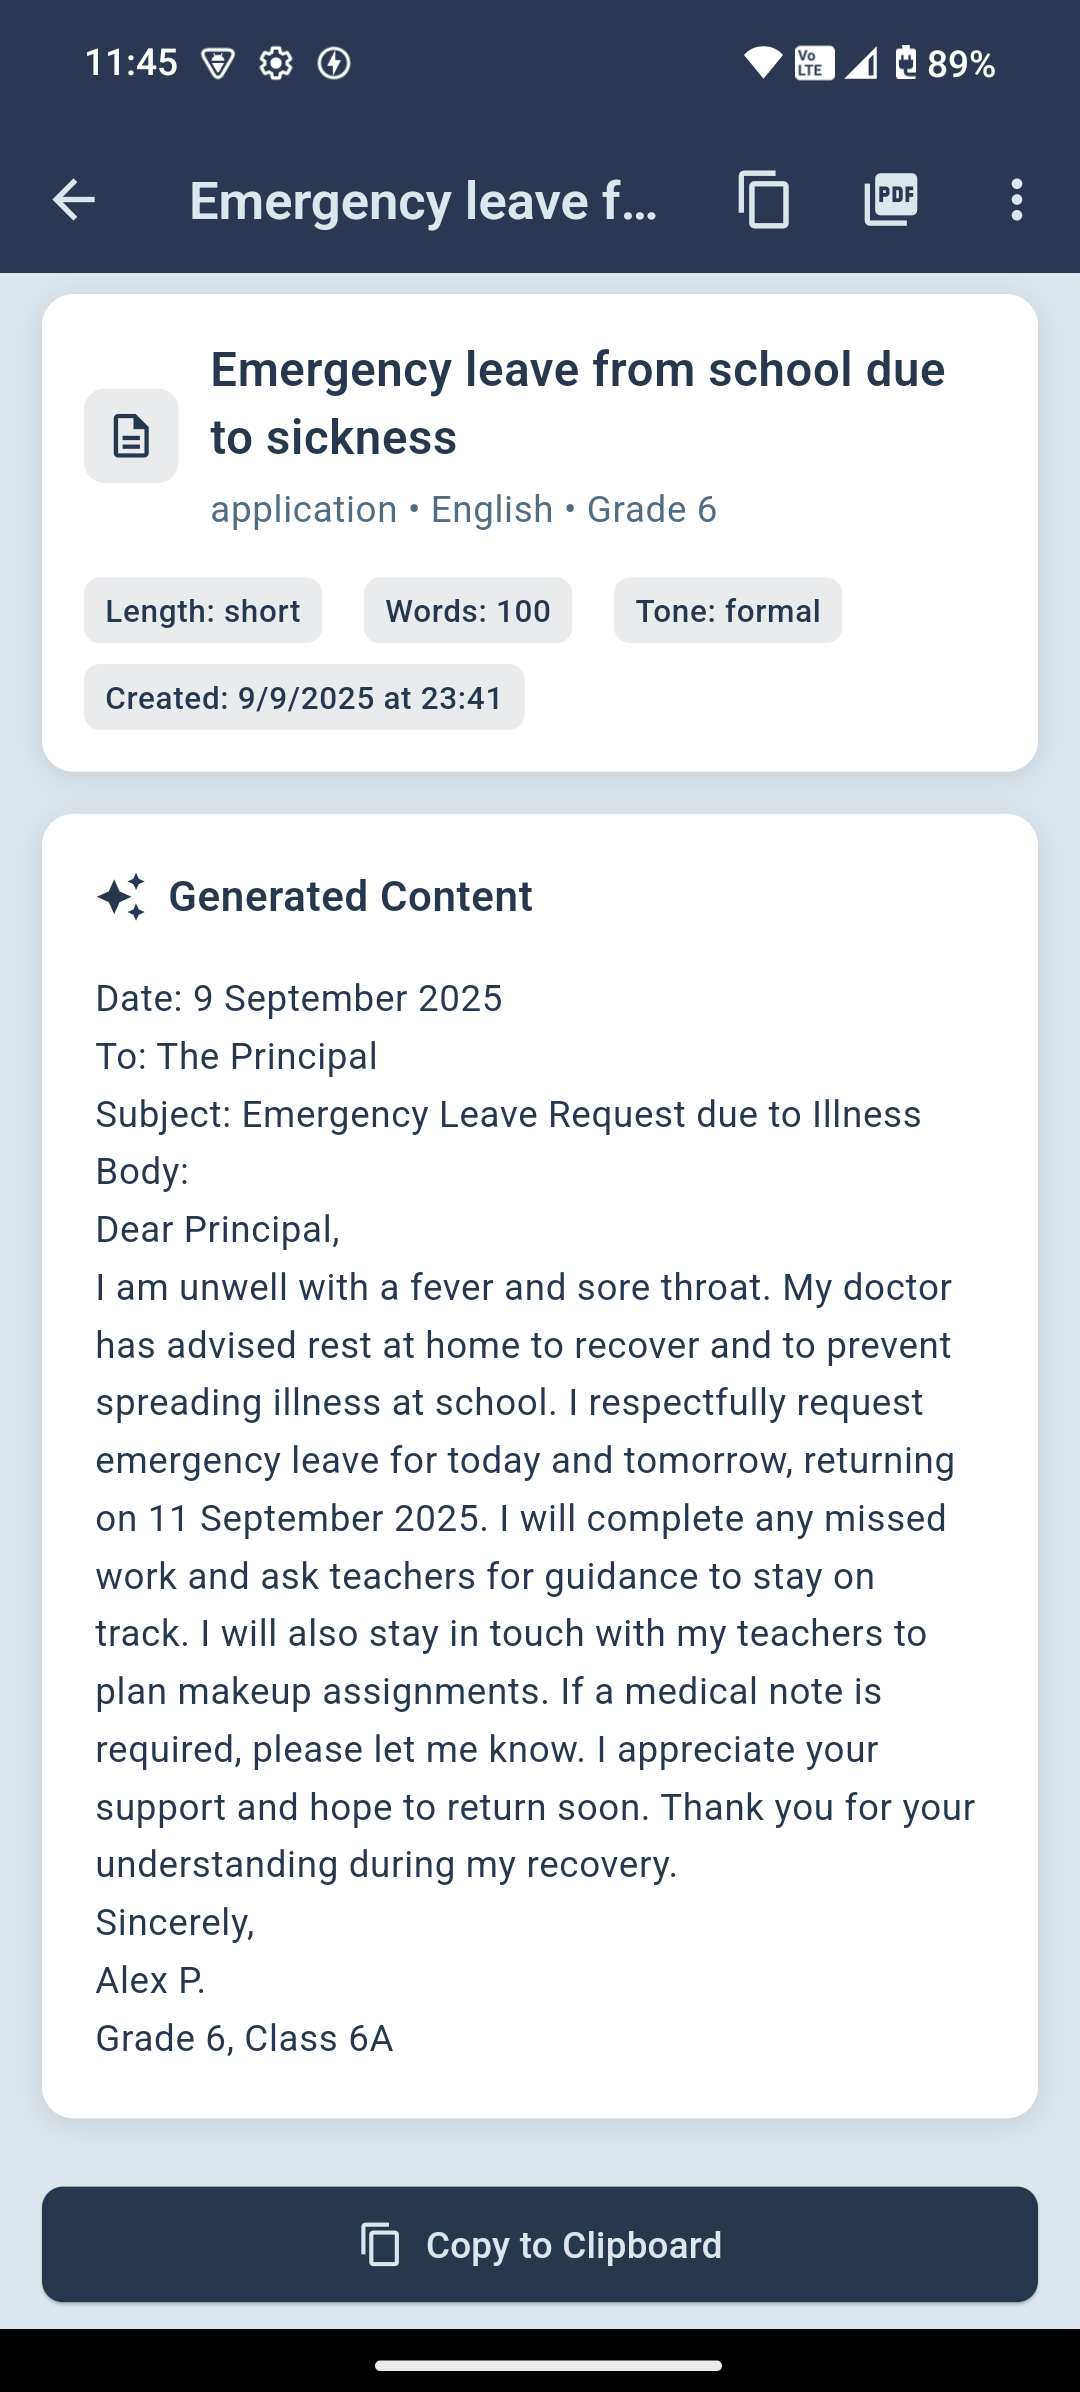 11:45
Vo
LTE
89%
Emergency leave f...
PDF
Emergency leave from school due
to sickness
application • English • Grade 6
Length: short
Words: 100
Tone: formal
Created: 9/9/2025 at 23:41
Generated Content
Date: 9 September 2025
To: The Principal
Subject: Emergency Leave Request due to Illness
Body:
Dear Principal,
I am unwell with a fever and sore throat. My doctor
has advised rest at home to recover and to prevent
spreading illness at school. I respectfully request
emergency leave for today and tomorrow, returning
on 11 September 2025. I will complete any missed
work and ask teachers for guidance to stay on
track. I will also stay in touch with my teachers to
plan makeup assignments. If a medical note is
required, please let me know. I appreciate your
support and hope to return soon. Thank you for your
understanding during my recovery.
Sincerely,
Alex P.
Grade 6, Class 6A
Copy to Clipboard